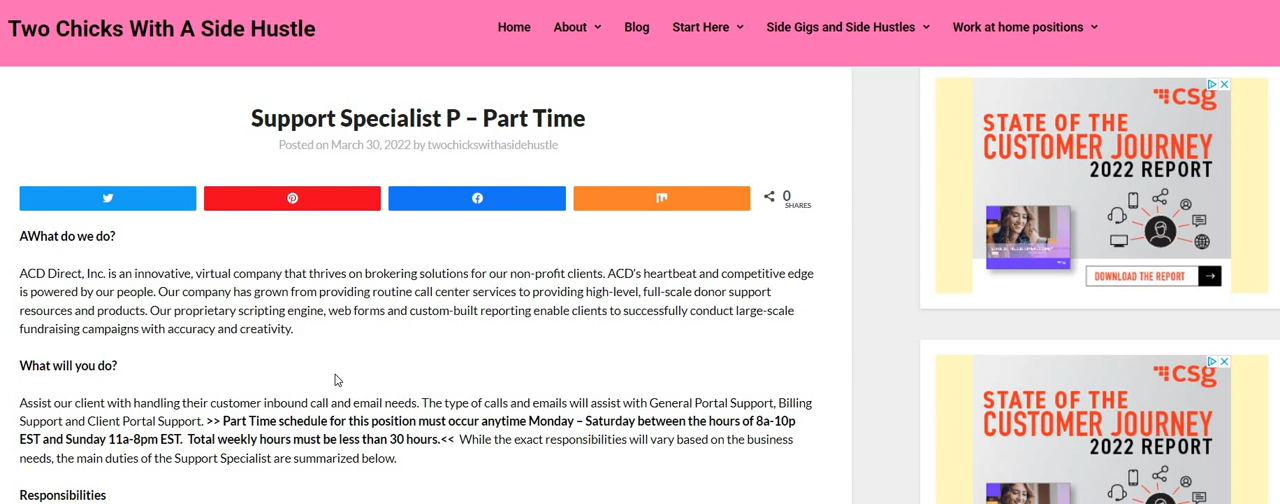 Two Chicks With A Side Hustle
Home About Blog Start Here Side Gigs and Side Hustles Work at home positions
Support Specialist P – Part Time
Posted on March 30, 2022 by twochickswithasidehustle
0
SHARES
AWhat do we do?
ACD Direct, Inc. is an innovative, virtual company that thrives on brokering solutions for our non-profit clients. ACD's heartbeat and competitive edge
is powered by our people. Our company has grown from providing routine call center services to providing high-level, full-scale donor support
resources and products. Our proprietary scripting engine, web forms and custom-built reporting enable clients to successfully conduct large-scale
fundraising campaigns with accuracy and creativity.
What will you do?
Assist our client with handling their customer inbound call and email needs. The type of calls and emails will assist with General Portal Support, Billing
Support and Client Portal Support. >> Part Time schedule for this position must occur anytime Monday – Saturday between the hours of 8a-10p
EST and Sunday 11a-8pm EST. Total weekly hours must be less than 30 hours.<< While the exact responsibilities will vary based on the business
needs, the main duties of the Support Specialist are summarized below.
Responsibilities
csg
STATE OF THE
CUSTOMER JOURNEY
2022 REPORT
DOWNLOAD THE REPORT
csg
STATE OF THE
CUSTOMER JOURNEY
2022 REPORT